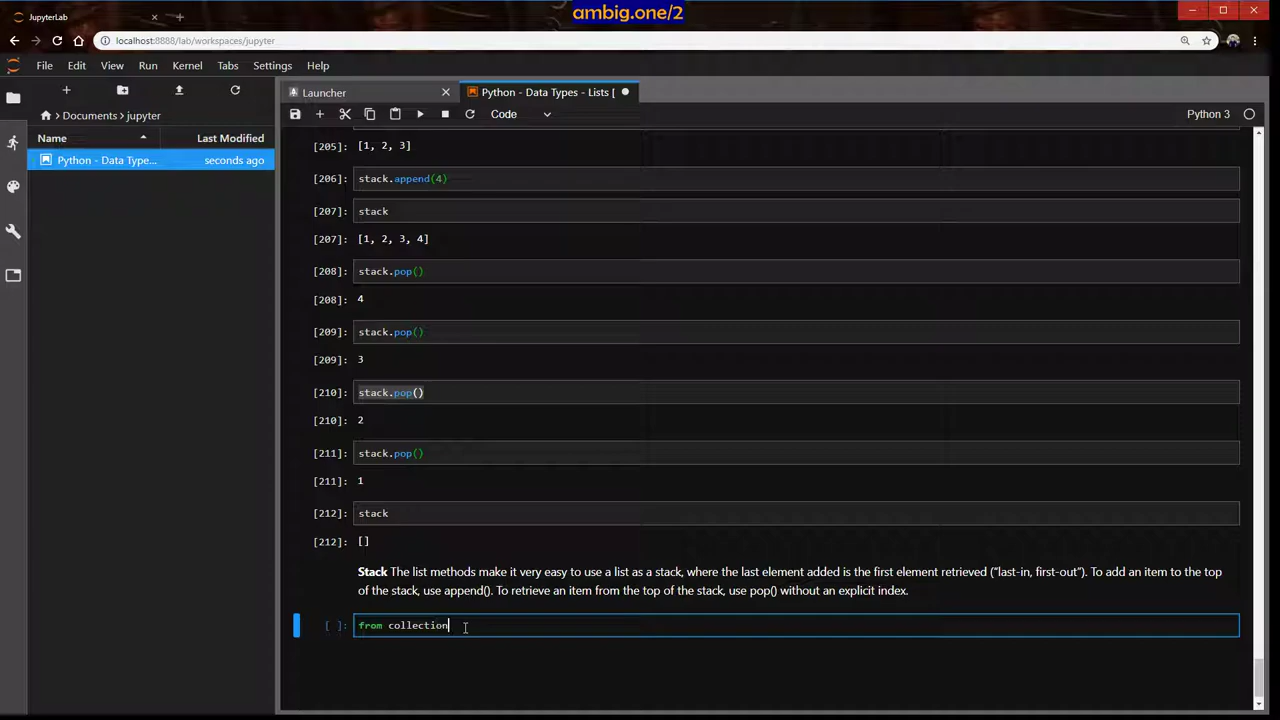 ambig.one/2
JupyterLab
localhost:8888/lab/workspaces/jupyter
File Edit View Run Kernel Tabs Settings Help
Documents jupyter
Name Last Modified
Python - Data Type... seconds ago
Launcher
Python - Data Types - Lists [
Code
Python 3
[205]: [1, 2, 3]
[206]: stack.append(4)
[207]: stack
[207]: [1, 2, 3, 4]
[208]: stack.pop()
[208]: 4
[209]: stack.pop()
[209]: 3
[210]: stack.pop()
[210]: 2
[211]: stack.pop()
[211]: 1
[212]: stack
[212]: []
Stack The list methods make it very easy to use a list as a stack, where the last element added is the first element retrieved (“last-in, first-out”). To add an item to the top
of the stack, use append(). To retrieve an item from the top of the stack, use pop() without an explicit index.
[ ]: from collection